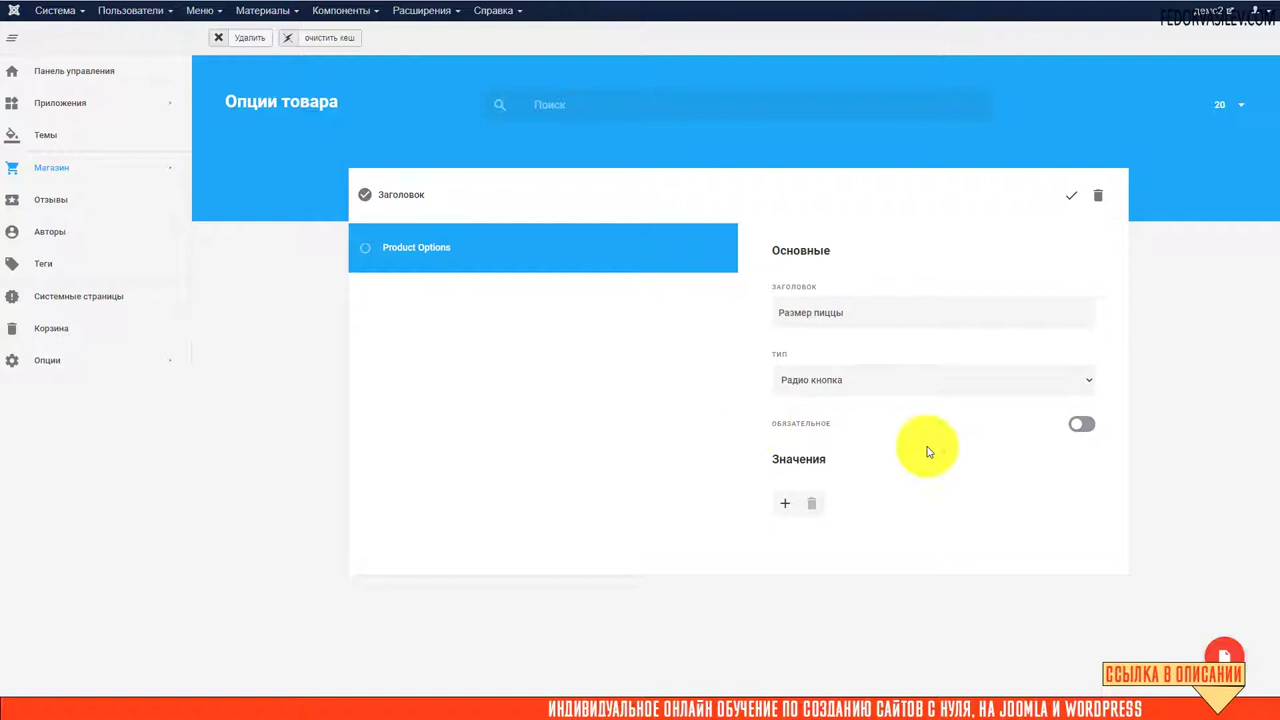 Система Пользователи Меню Материалы Компоненты Расширения Справка демо2
FEDORVASILEV.COM
Удалить очистить кеш
Панель управления
Приложения
Темы
Магазин
Отзывы
Авторы
Теги
Системные страницы
Корзина
Опции
Опции товара
Поиск
20
Заголовок
Product Options
Основные
ЗАГОЛОВОК
Размер пиццы
ТИП
Радио кнопка
ОБЯЗАТЕЛЬНОЕ
Значения
ССЫЛКА В ОПИСАНИИ
ИНДИВИДУАЛЬНОЕ ОНЛАЙН ОБУЧЕНИЕ ПО СОЗДАНИЮ САЙТОВ С НУЛЯ, НА JOOMLA И WORDPRESS